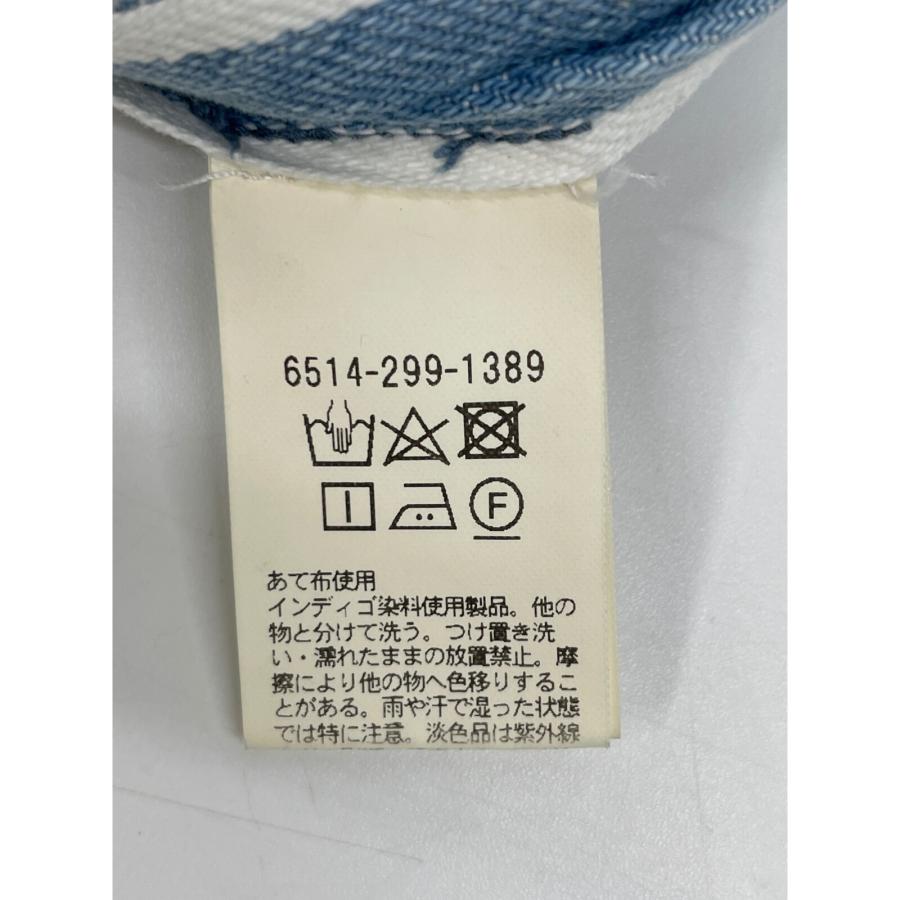 6514-299-1389
F
あて布使用
インディゴ染料使用製品。他の
物と分けて洗う。つけ置き洗
い・濡れたままの放置禁止。摩
擦により他の物へ色移りするこ
とがある。雨や汗で湿った状態
では特に注意。淡色品は紫外線